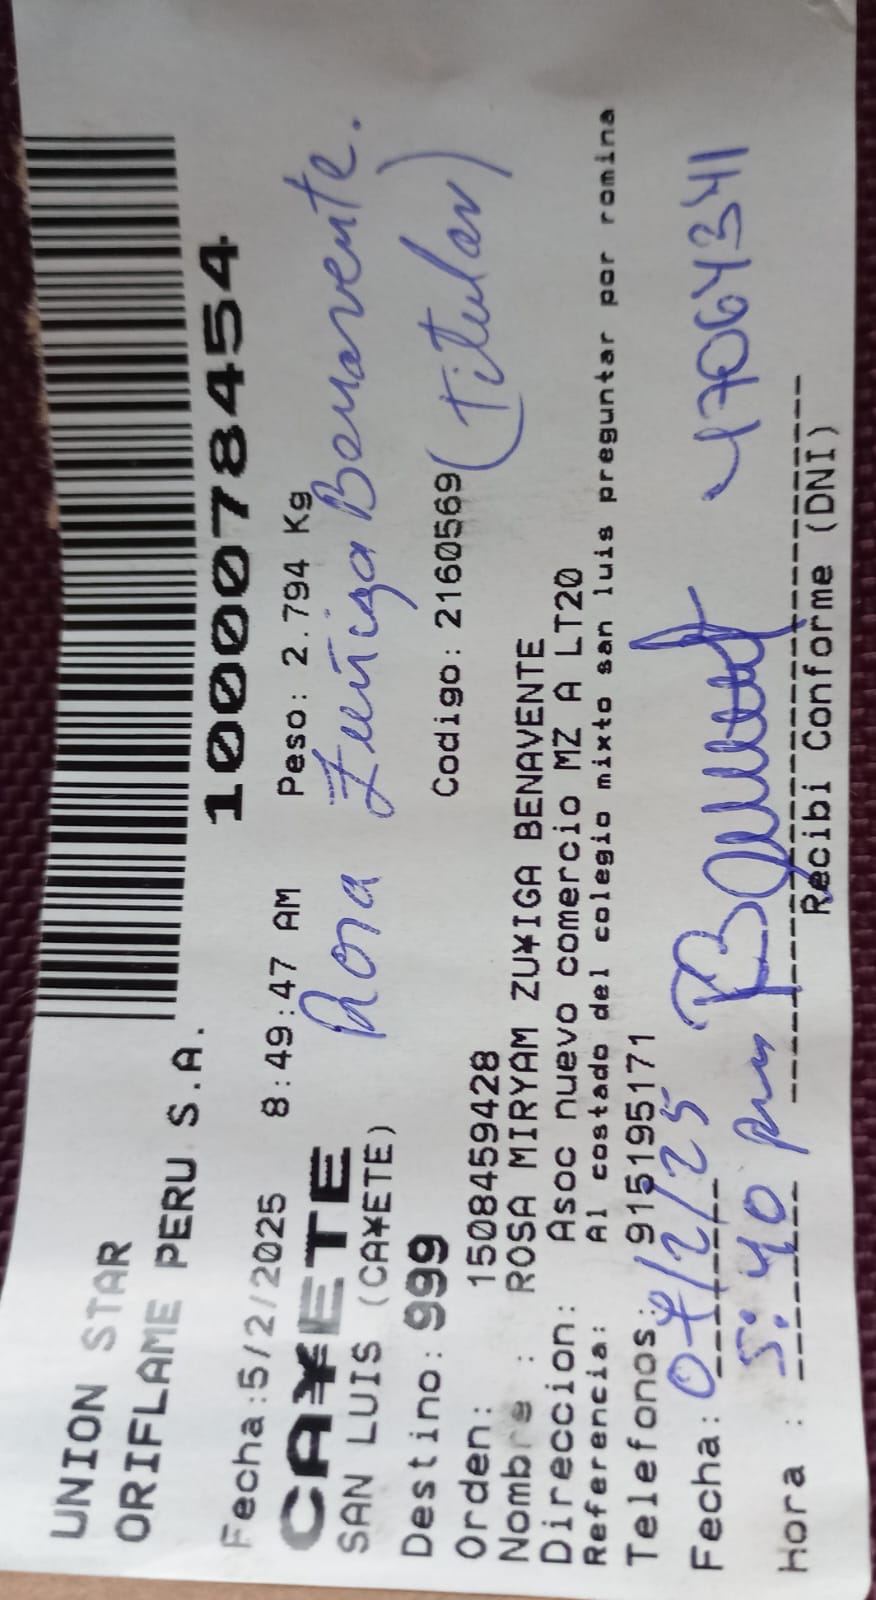 UNION STAR
ORIFLAME PERU S.A.
1000078454
Fecha:5/2/2025 8:49:47 AM Peso: 2.794 Kg
CA¥ETE
Rosa Zuñiga Benavente.
SAN LUIS (CA¥ETE)
Destino: 999 Codigo: 2160569
(titular)
Orden: 1508459428
Nombre : ROSA MIRYAM ZU¥IGA BENAVENTE
Direccion: Asoc nuevo comercio MZ A LT20
Referencia: Al costado del colegio mixto san luis preguntar por romina
Telefonos: 915195171
Fecha: 07/2/25 47064341
Hora : 5:40 pm
Recibi Conforme (DNI)